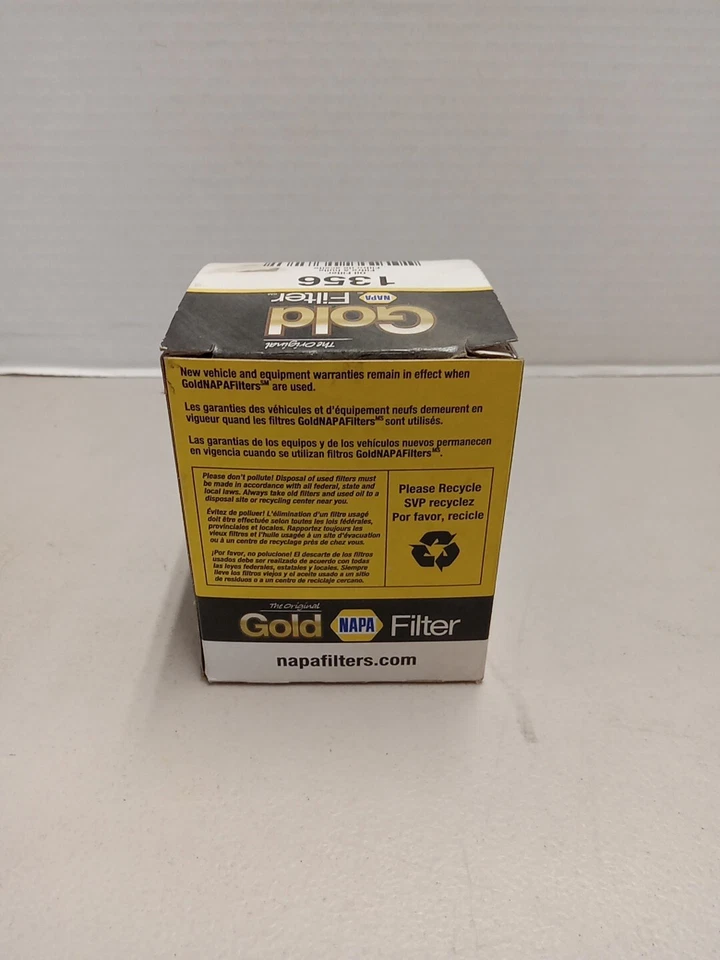 1356
Oil Filter
The Original
Gold NAPA Filter
New vehicle and equipment warranties remain in effect when
GoldNAPAFilters℠ are used.
Les garanties des véhicules et d'équipement neufs demeurent en
vigueur quand les filtres GoldNAPAFiltersᴹˢ sont utilisés.
Las garantías de los equipos y de los vehículos nuevos permanecen
en vigencia cuando se utilizan filtros GoldNAPAFiltersᴹˢ.
Please don't pollute! Disposal of used filters must
be made in accordance with all federal, state and
local laws. Always take old filters and used oil to a
disposal site or recycling center near you.
Évitez de polluer! L'élimination d'un filtre usagé
doit être effectuée selon toutes les lois fédérales,
provinciales et locales. Rapportez toujours les
vieux filtres et l'huile usagée à un site d'évacuation
ou à un centre de recyclage près de chez vous.
¡Por favor, no polucione! El descarte de los filtros
usados debe ser realizado de acuerdo con todas
las leyes federales, estatales y locales. Siempre
lleve los filtros viejos y el aceite usado a un sitio
de residuos o a un centro de reciclaje cercano.
Please Recycle
SVP recyclez
Por favor, recicle
The Original
Gold NAPA Filter
napafilters.com